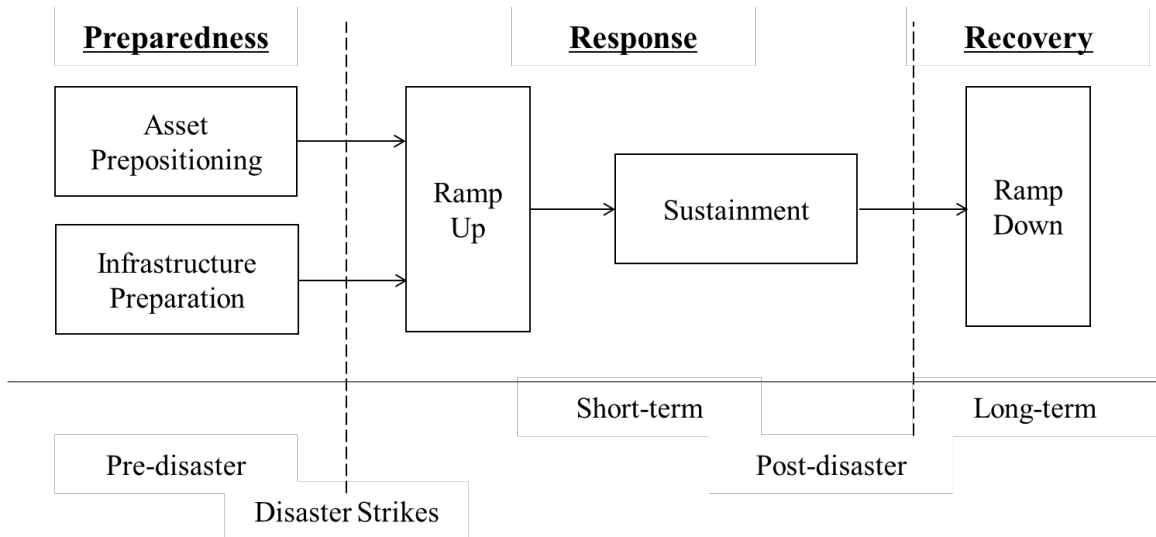 Preparedness
Response
Recovery
Asset
Prepositioning
Infrastructure
Preparation
Ramp
Up
Sustainment
Ramp
Down
Short-term
Long-term
Pre-disaster
Post-disaster
Disaster Strikes